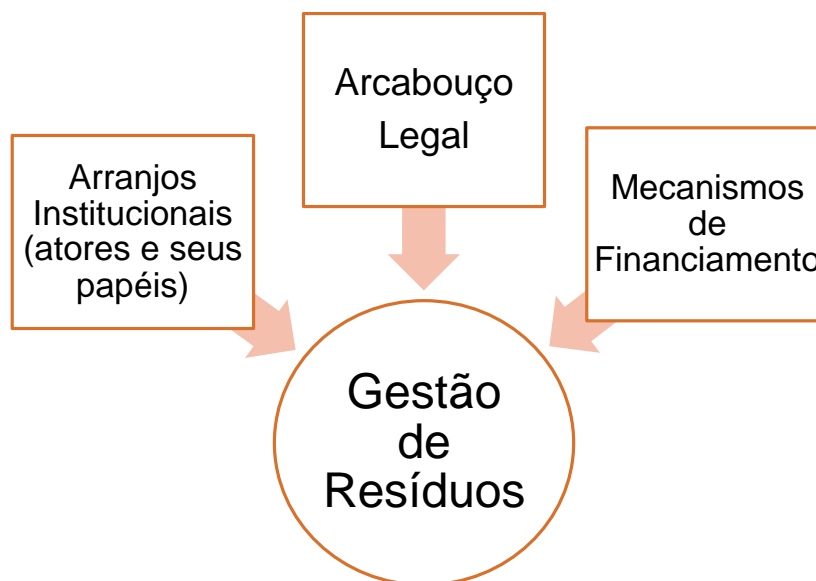 Arcabouço
Legal
Arranjos
Institucionais
(atores e seus
papéis)
Mecanismos
de
Financiamento
Gestão
de
Resíduos